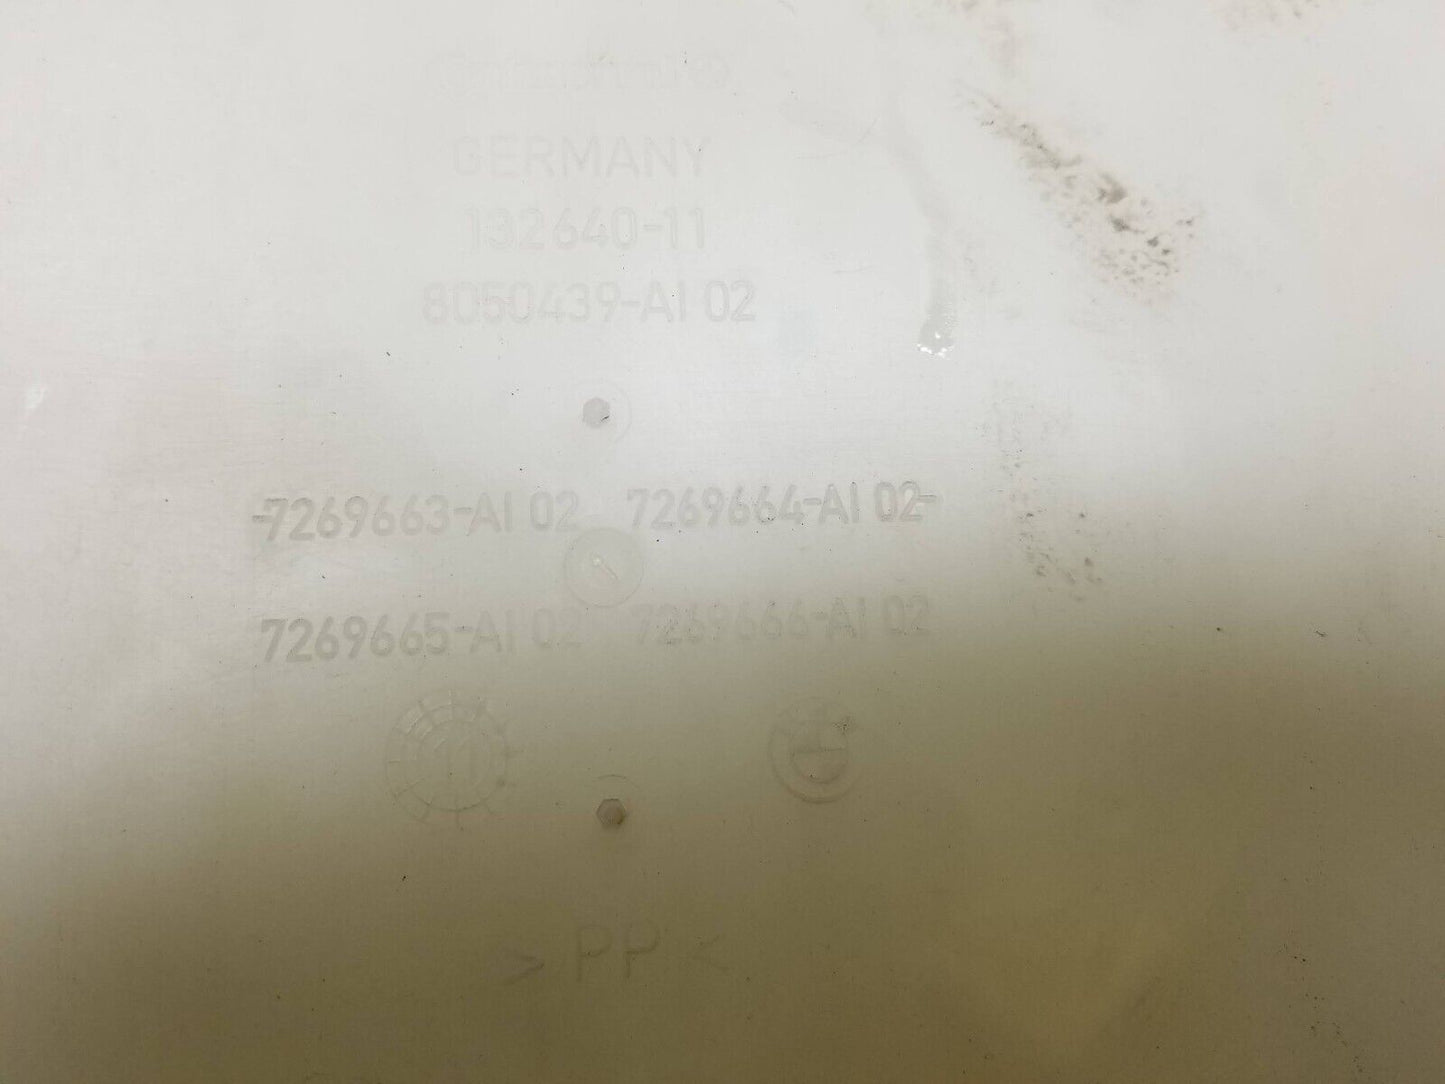 GERMANY
132640-11
8050439-AI 02
-7269663-AI 02 7269664-AI 02-
7269665-AI 02 7269666-AI 02
11
> PP <